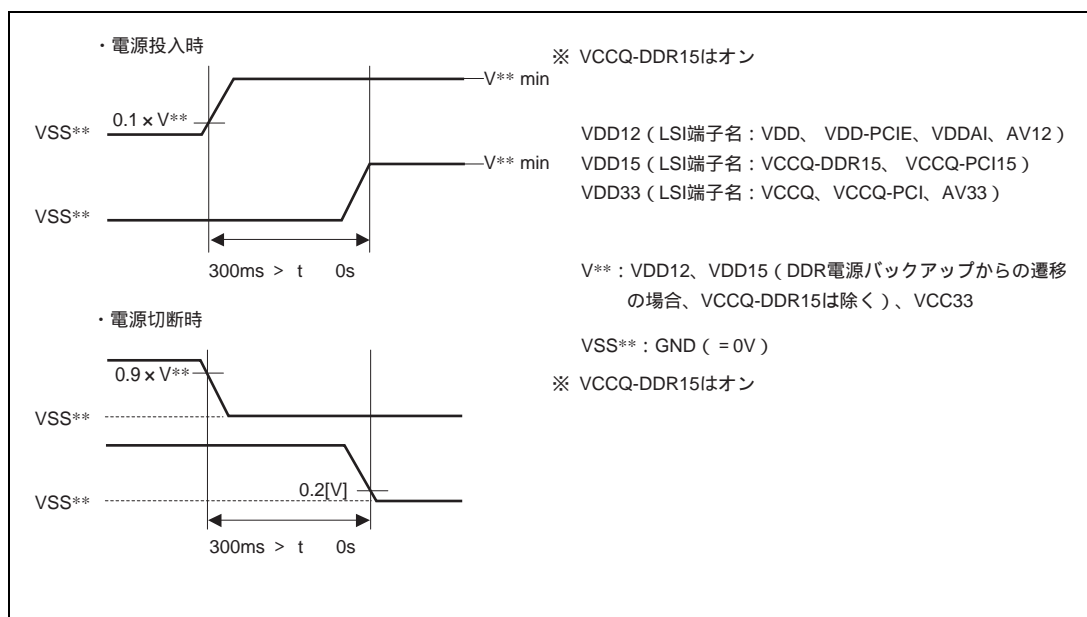 ・電源投入時
※ VCCQ-DDR15はオン
V** min
0.1 × V**
VSS**
V** min
VSS**
300ms > t 0s
VDD12（LSI端子名：VDD、 VDD-PCIE、VDDAI、AV12）
VDD15（LSI端子名：VCCQ-DDR15、 VCCQ-PCI15）
VDD33（LSI端子名：VCCQ、VCCQ-PCI、AV33）
V**：VDD12、VDD15（DDR電源バックアップからの遷移
の場合、VCCQ-DDR15は除く）、VCC33
VSS**：GND（=0V）
※ VCCQ-DDR15はオン
・電源切断時
0.9 × V**
VSS**
0.2[V]
VSS**
300ms > t 0s